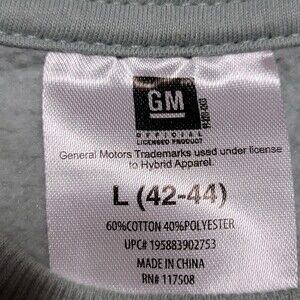 GM
OFFICIAL
LICENSED PRODUCT
General Motors Trademarks used under license
to Hybrid Apparel.
L (42-44)
60%COTTON 40%POLYESTER
UPC# 195883902753
MADE IN CHINA
RN# 117508